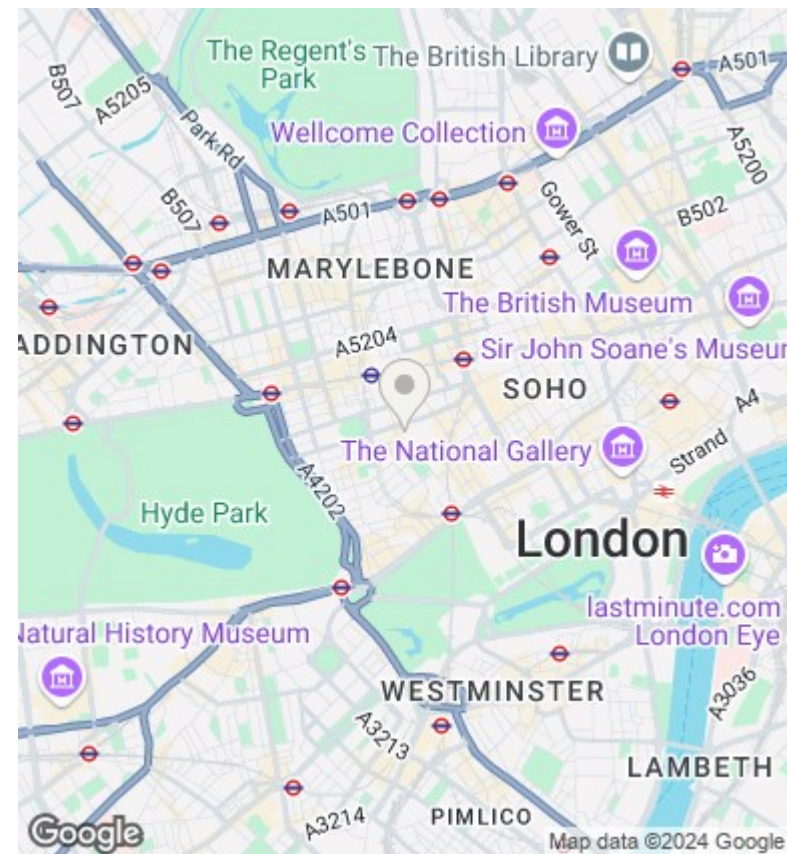 The Regent's
Park
The British Library
A501
B507
A5205
Park Rd
Wellcome Collection
A5200
B507
A501
Gower St
B502
MARYLEBONE
The British Museum
ADDINGTON
A5204
Sir John Soane's Museum
SOHO
A4
The National Gallery
Strand
A4202
Hyde Park
London
lastminute.com
London Eye
Natural History Museum
WESTMINSTER
A3036
A3213
LAMBETH
A3214
PIMLICO
Google
Map data ©2024 Google